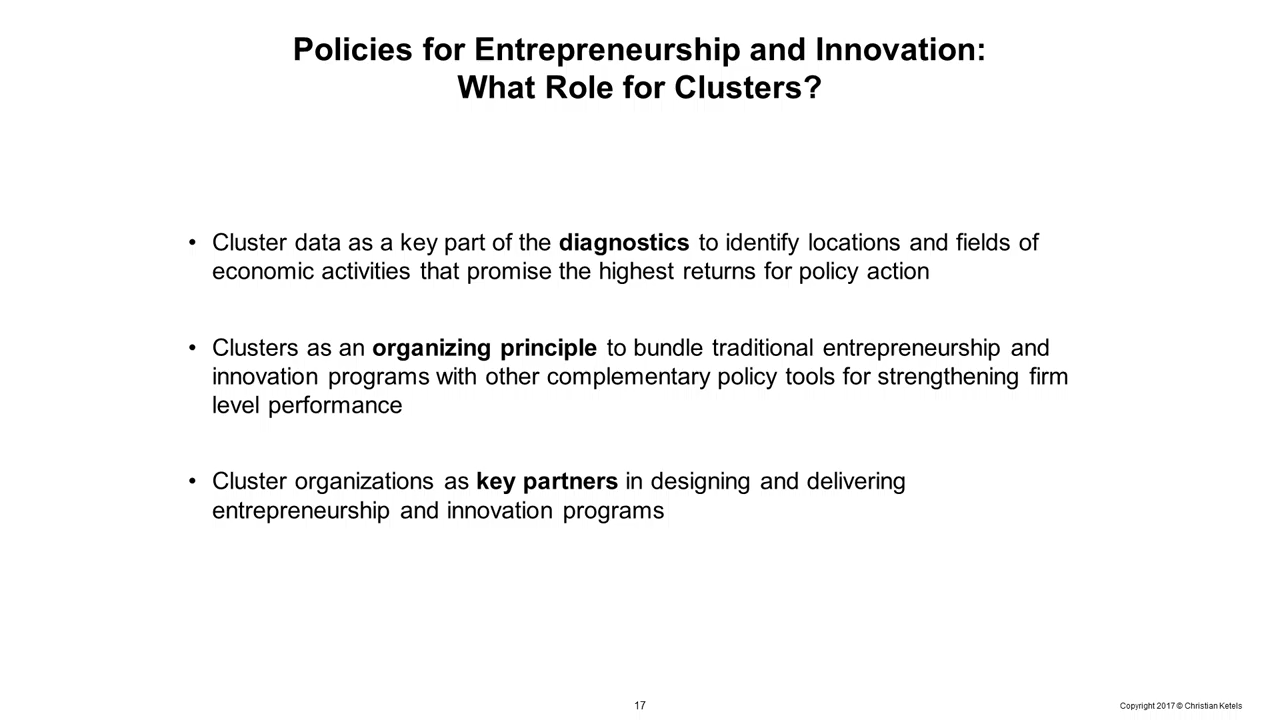 Policies for Entrepreneurship and Innovation:
What Role for Clusters?
• Cluster data as a key part of the diagnostics to identify locations and fields of
economic activities that promise the highest returns for policy action
• Clusters as an organizing principle to bundle traditional entrepreneurship and
innovation programs with other complementary policy tools for strengthening firm
level performance
• Cluster organizations as key partners in designing and delivering
entrepreneurship and innovation programs
17
Copyright 2017 © Christian Ketels